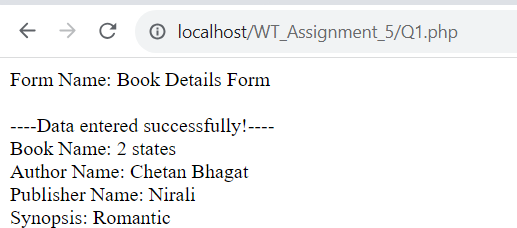 localhost/WT_Assignment_5/Q1.php
Form Name: Book Details Form
----Data entered successfully!----
Book Name: 2 states
Author Name: Chetan Bhagat
Publisher Name: Nirali
Synopsis: Romantic